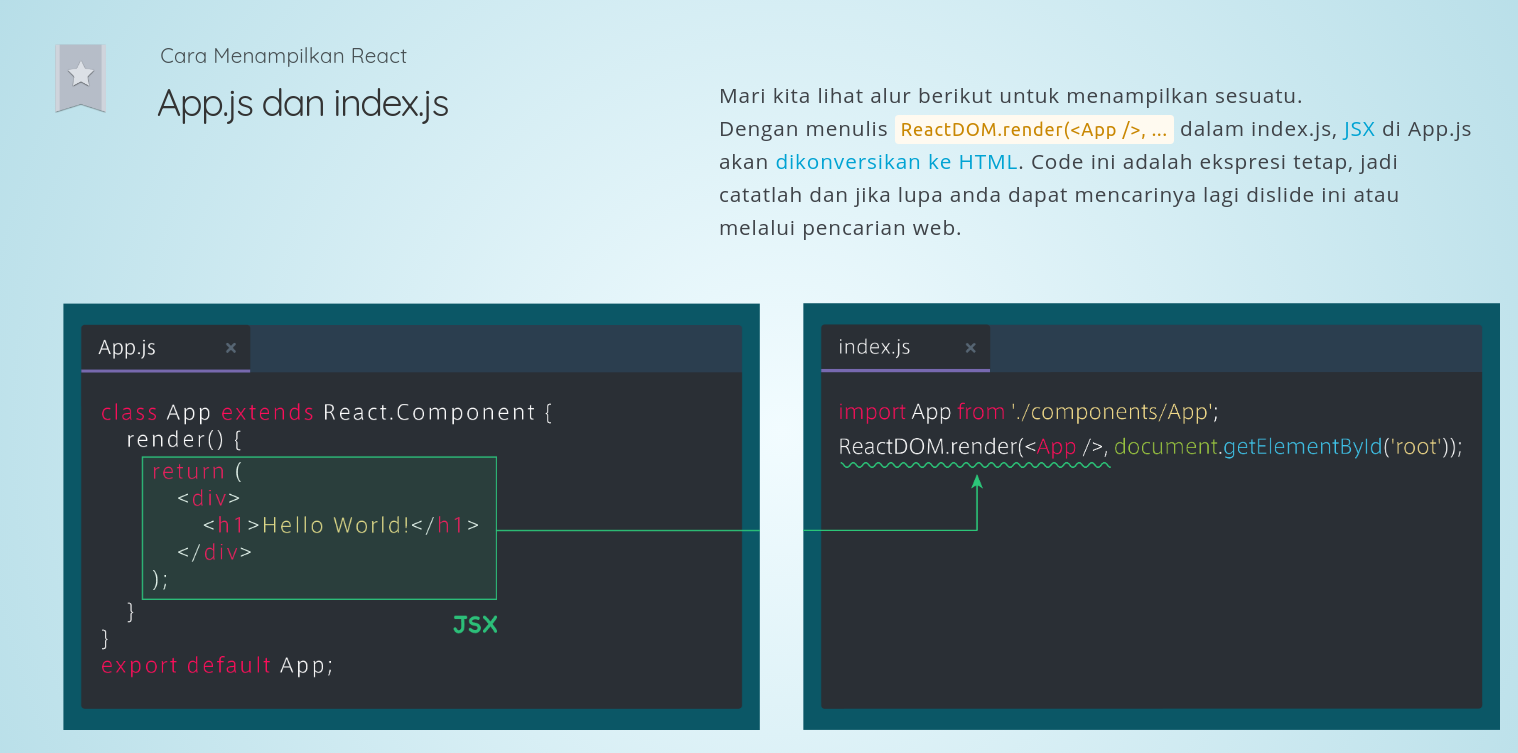 Cara Menampilkan React
App.js dan index.js
Mari kita lihat alur berikut untuk menampilkan sesuatu.
Dengan menulis ReactDOM.render(<App />, ... dalam index.js, JSX di App.js
akan dikonversikan ke HTML. Code ini adalah ekspresi tetap, jadi
catatlah dan jika lupa anda dapat mencarinya lagi dislide ini atau
melalui pencarian web.
App.js ×
class App extends React.Component {
render() {
return (
<div>
<h1>Hello World!</h1>
</div>
);
}
}
export default App;
JSX
index.js ×
import App from './components/App';
ReactDOM.render(<App />, document.getElementById('root'));